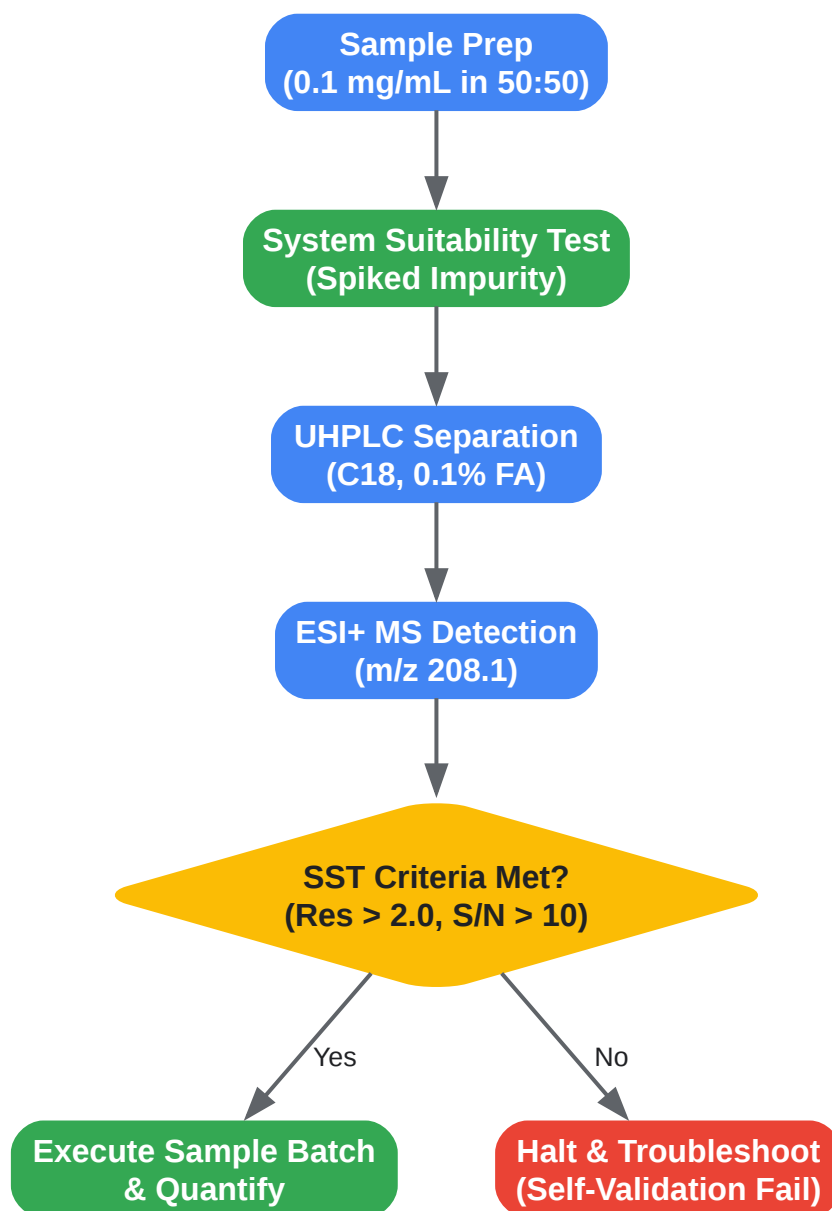 Sample Prep
(0.1 mg/mL in 50:50)
System Suitability Test
(Spiked Impurity)
UHPLC Separation
(C18, 0.1% FA)
ESI+ MS Detection
(m/z 208.1)
SST Criteria Met?
(Res > 2.0, S/N > 10)
Yes
No
Execute Sample Batch
& Quantify
Halt & Troubleshoot
(Self-Validation Fail)